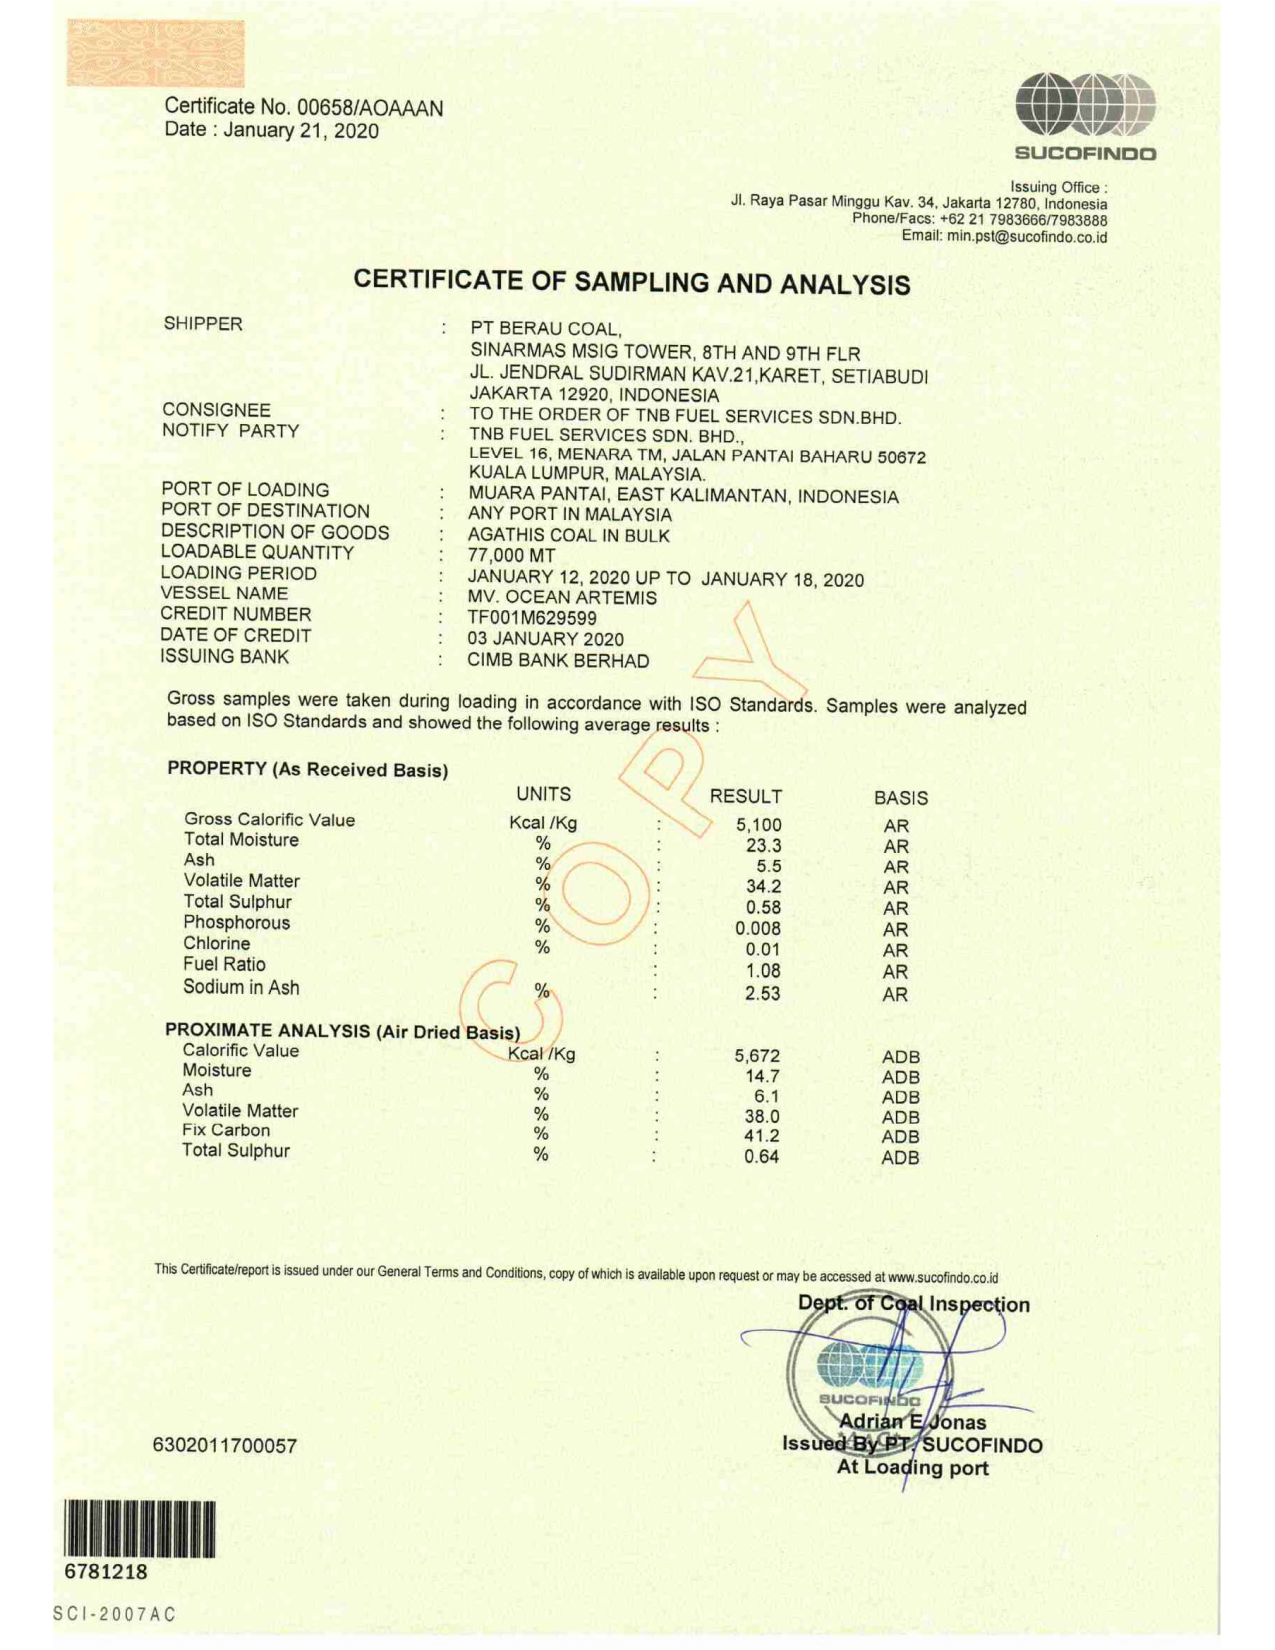 Certificate No. 00658/AOAAAN
Date : January 21, 2020
SUCOFINDO
Issuing Office :
Jl. Raya Pasar Minggu Kav. 34, Jakarta 12780, Indonesia
Phone/Facs: +62 21 7983666/7983888
Email: min.pst@sucofindo.co.id
CERTIFICATE OF SAMPLING AND ANALYSIS
SHIPPER : PT BERAU COAL,
SINARMAS MSIG TOWER, 8TH AND 9TH FLR
JL. JENDRAL SUDIRMAN KAV.21,KARET, SETIABUDI
JAKARTA 12920, INDONESIA
CONSIGNEE : TO THE ORDER OF TNB FUEL SERVICES SDN.BHD.
NOTIFY PARTY : TNB FUEL SERVICES SDN. BHD.,
LEVEL 16, MENARA TM, JALAN PANTAI BAHARU 50672
KUALA LUMPUR, MALAYSIA.
PORT OF LOADING : MUARA PANTAI, EAST KALIMANTAN, INDONESIA
PORT OF DESTINATION : ANY PORT IN MALAYSIA
DESCRIPTION OF GOODS : AGATHIS COAL IN BULK
LOADABLE QUANTITY : 77,000 MT
LOADING PERIOD : JANUARY 12, 2020 UP TO JANUARY 18, 2020
VESSEL NAME : MV. OCEAN ARTEMIS
CREDIT NUMBER : TF001M629599
DATE OF CREDIT : 03 JANUARY 2020
ISSUING BANK : CIMB BANK BERHAD
Gross samples were taken during loading in accordance with ISO Standards. Samples were analyzed
based on ISO Standards and showed the following average results :
COPY
PROPERTY (As Received Basis)
UNITS RESULT BASIS
Gross Calorific Value Kcal /Kg : 5,100 AR
Total Moisture % : 23.3 AR
Ash % : 5.5 AR
Volatile Matter % : 34.2 AR
Total Sulphur % : 0.58 AR
Phosphorous % : 0.008 AR
Chlorine % : 0.01 AR
Fuel Ratio : 1.08 AR
Sodium in Ash % : 2.53 AR
PROXIMATE ANALYSIS (Air Dried Basis)
Calorific Value Kcal /Kg : 5,672 ADB
Moisture % : 14.7 ADB
Ash % : 6.1 ADB
Volatile Matter % : 38.0 ADB
Fix Carbon % : 41.2 ADB
Total Sulphur % : 0.64 ADB
This Certificate/report is issued under our General Terms and Conditions, copy of which is available upon request or may be accessed at www.sucofindo.co.id
Dept. of Coal Inspection
SUCOFINDO
Adrian E Jonas
Issued By PT. SUCOFINDO
At Loading port
6302011700057
6781218
SCI-2007AC